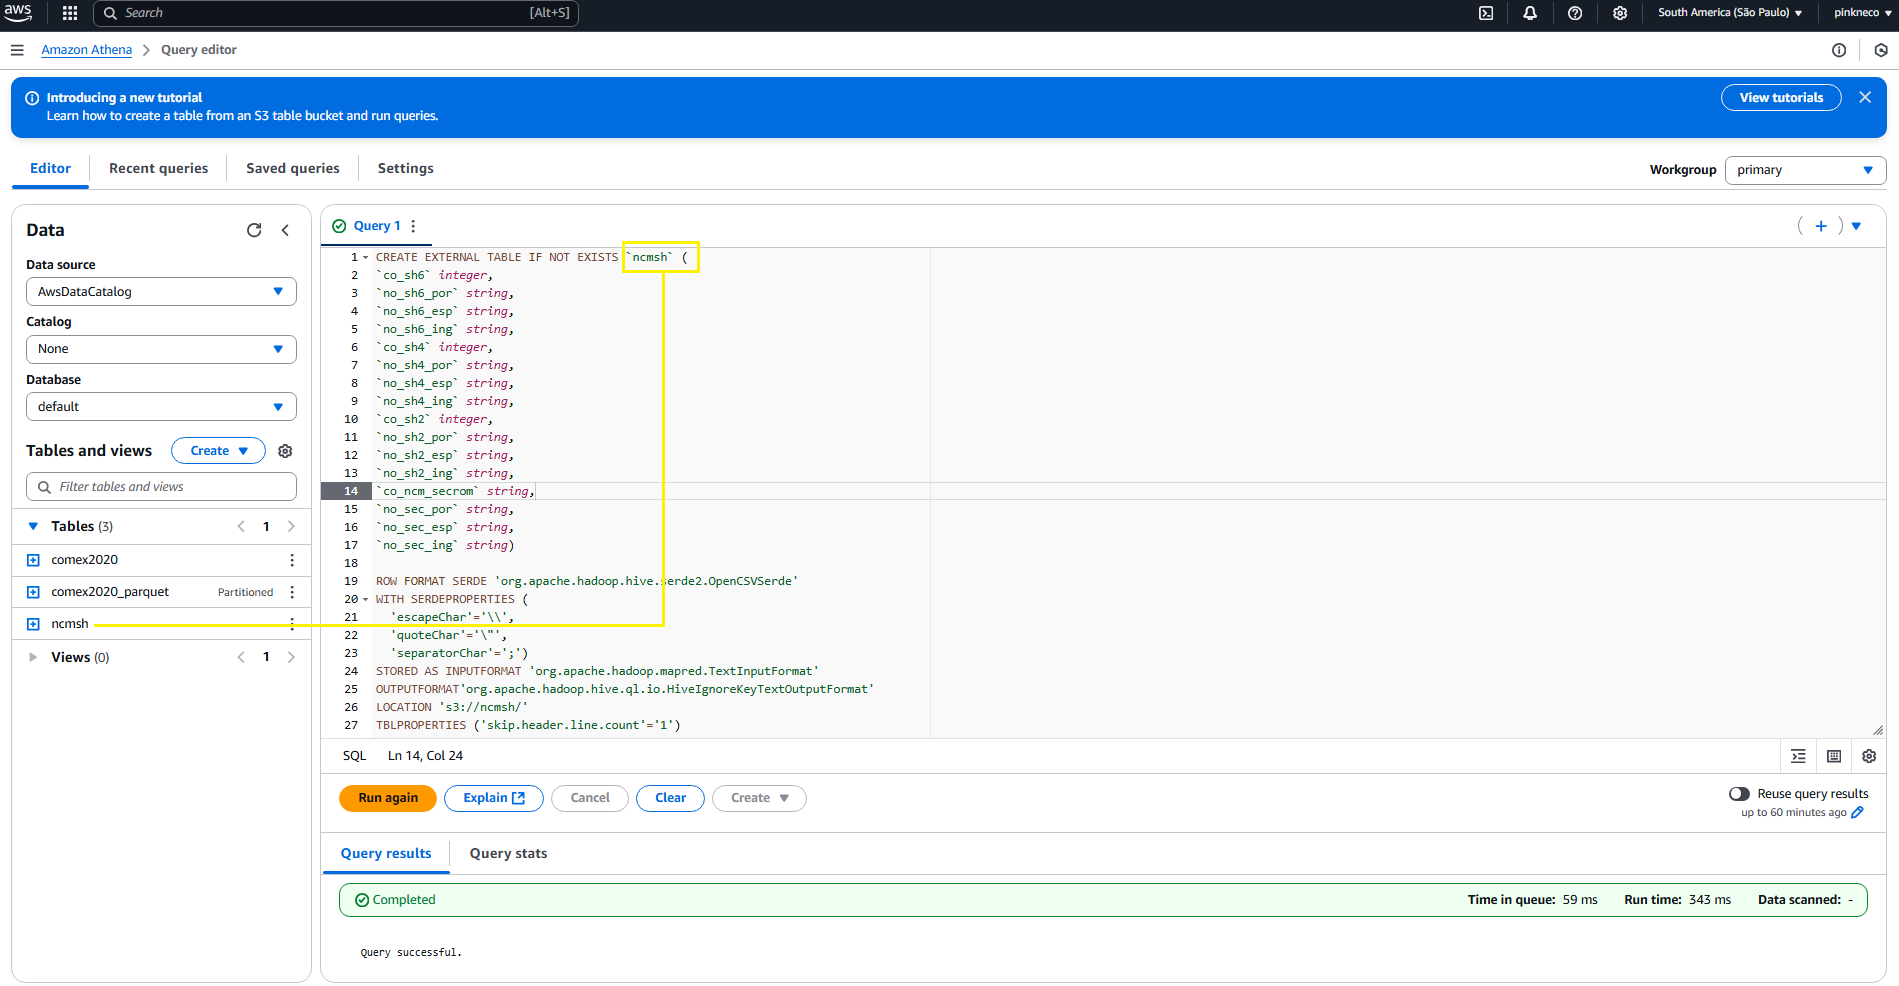 aws
Search [Alt+S]
South America (São Paulo)
pinkneco
Amazon Athena
Query editor
Introducing a new tutorial
Learn how to create a table from an S3 table bucket and run queries.
View tutorials
Editor
Recent queries
Saved queries
Settings
Workgroup
primary
Data
Data source
AwsDataCatalog
Catalog
None
Database
default
Tables and views
Create
Filter tables and views
Tables (3)
1
comex2020
comex2020_parquet Partitioned
ncmsh
Views (0)
1
Query 1
1 CREATE EXTERNAL TABLE IF NOT EXISTS `ncmsh` (
2 `co_sh6` integer,
3 `no_sh6_por` string,
4 `no_sh6_esp` string,
5 `no_sh6_ing` string,
6 `co_sh4` integer,
7 `no_sh4_por` string,
8 `no_sh4_esp` string,
9 `no_sh4_ing` string,
10 `co_sh2` integer,
11 `no_sh2_por` string,
12 `no_sh2_esp` string,
13 `no_sh2_ing` string,
14 `co_ncm_secrom` string,
15 `no_sec_por` string,
16 `no_sec_esp` string,
17 `no_sec_ing` string)
18
19 ROW FORMAT SERDE 'org.apache.hadoop.hive.serde2.OpenCSVSerde'
20 WITH SERDEPROPERTIES (
21 'escapeChar'='\\',
22 'quoteChar'='\"',
23 'separatorChar'=';')
24 STORED AS INPUTFORMAT 'org.apache.hadoop.mapred.TextInputFormat'
25 OUTPUTFORMAT'org.apache.hadoop.hive.ql.io.HiveIgnoreKeyTextOutputFormat'
26 LOCATION 's3://ncmsh/'
27 TBLPROPERTIES ('skip.header.line.count'='1')
SQL
Ln 14, Col 24
Run again
Explain
Cancel
Clear
Create
Reuse query results
up to 60 minutes ago
Query results
Query stats
Completed
Time in queue: 59 ms
Run time: 343 ms
Data scanned: -
Query successful.